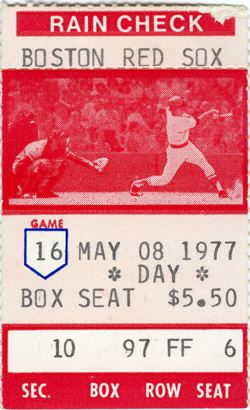 RAIN CHECK
BOSTON RED SOX
GAME
16 MAY 08 1977
* DAY *
BOX SEAT $5.50
10 97 FF 6
SEC. BOX ROW SEAT